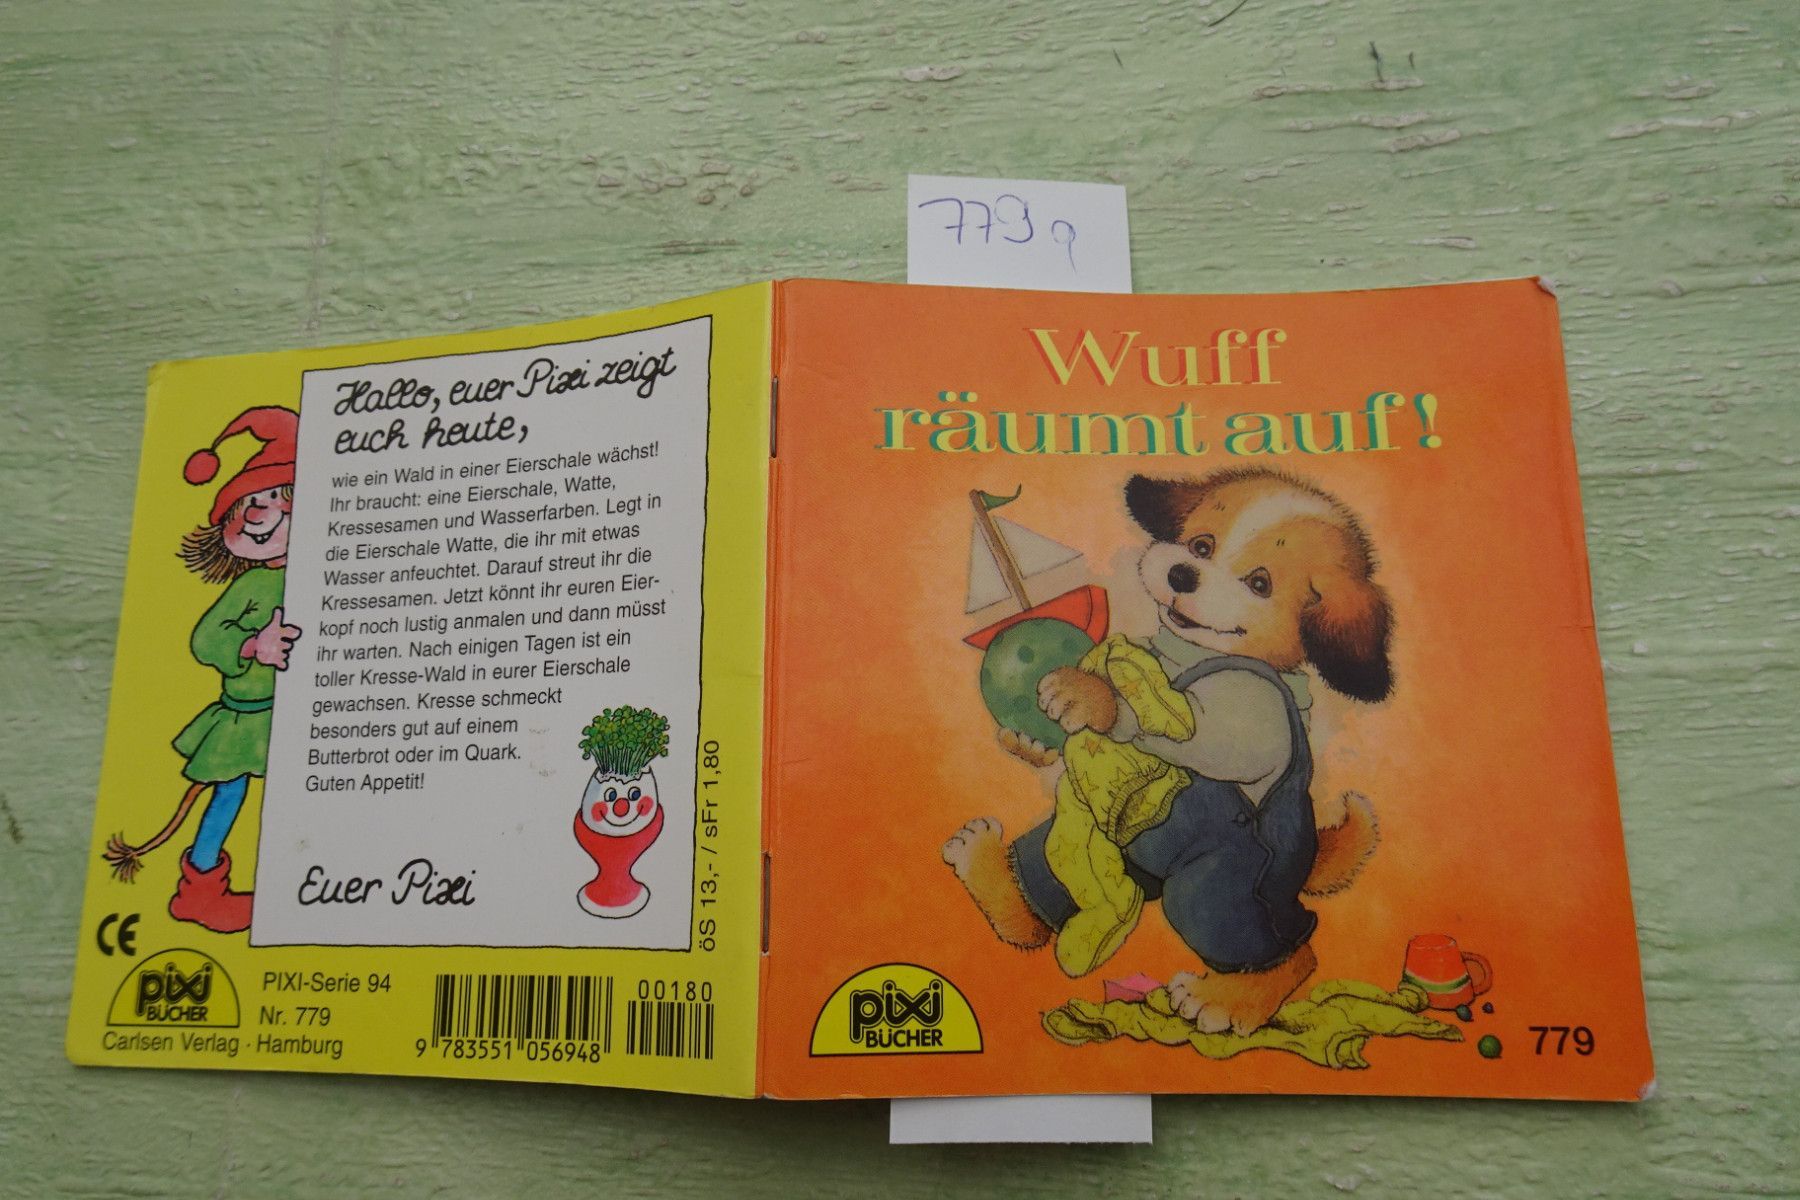 779 q
Hallo, euer Pixi zeigt
euch heute,
wie ein Wald in einer Eierschale wächst!
Ihr braucht: eine Eierschale, Watte,
Kressesamen und Wasserfarben. Legt in
die Eierschale Watte, die ihr mit etwas
Wasser anfeuchtet. Darauf streut ihr die
Kressesamen. Jetzt könnt ihr euren Eier-
kopf noch lustig anmalen und dann müsst
ihr warten. Nach einigen Tagen ist ein
toller Kresse-Wald in eurer Eierschale
gewachsen. Kresse schmeckt
besonders gut auf einem
Butterbrot oder im Quark.
Guten Appetit!
Euer Pixi
öS 13,- / sFr 1,80
CE
pixi
BÜCHER
PIXI-Serie 94
Nr. 779
Carlsen Verlag · Hamburg
9 783551 056948
00180
Wuff
räumt auf!
pixi
BÜCHER
779